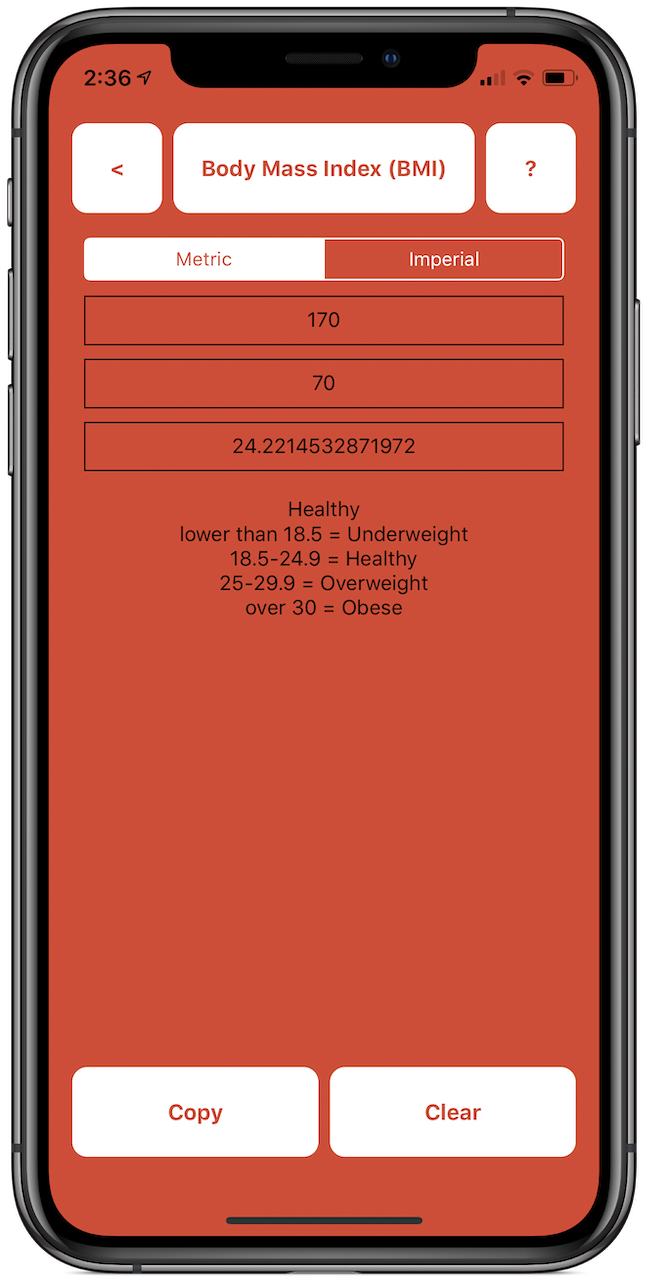 2:36
< Body Mass Index (BMI) ?
Metric Imperial
170
70
24.2214532871972
Healthy
lower than 18.5 = Underweight
18.5-24.9 = Healthy
25-29.9 = Overweight
over 30 = Obese
Copy Clear